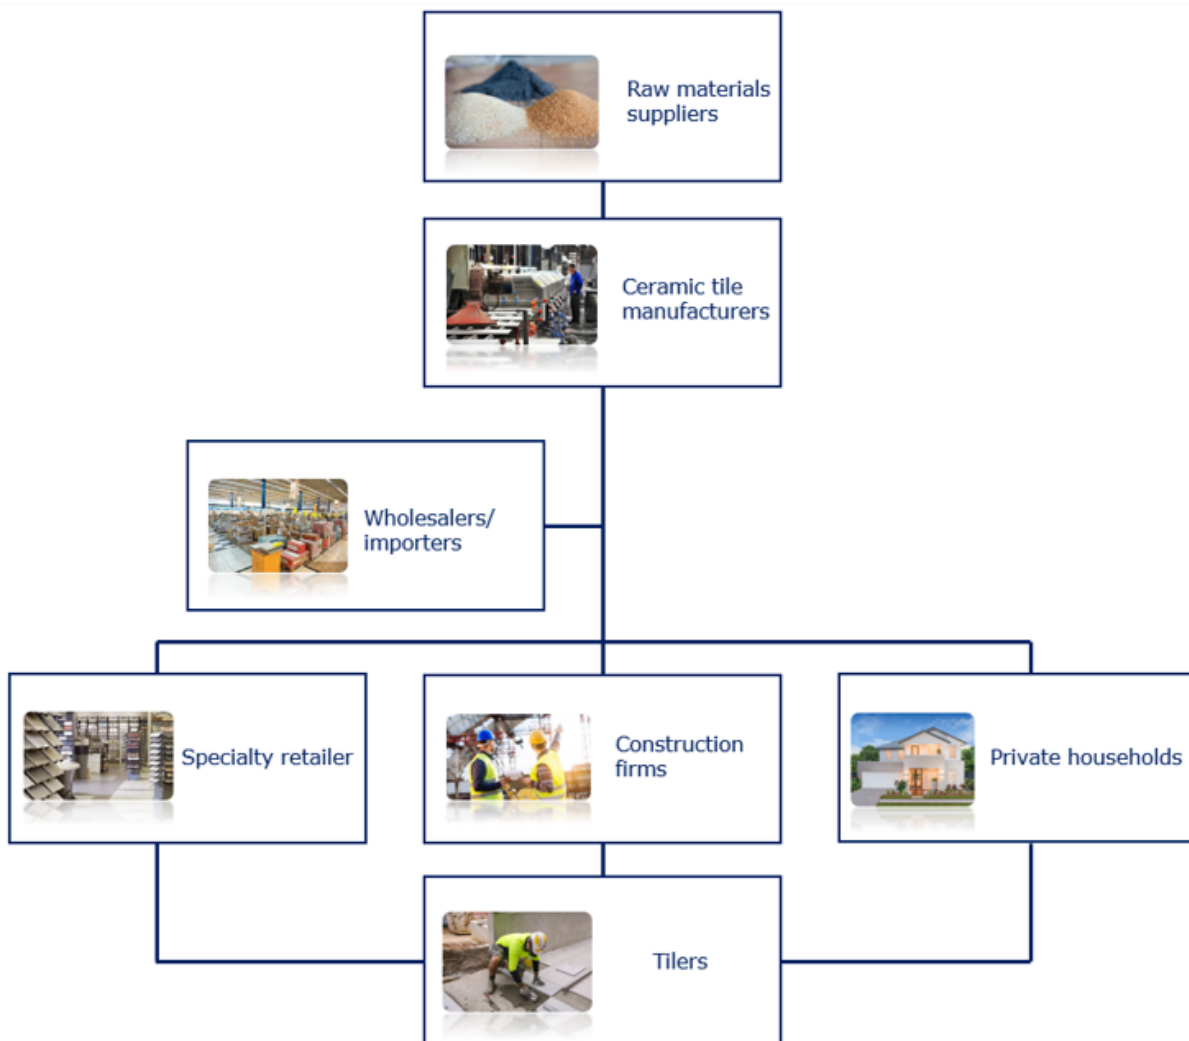 Raw materials
suppliers
Ceramic tile
manufacturers
Wholesalers/
importers
Specialty retailer
Construction
firms
Private households
Tilers